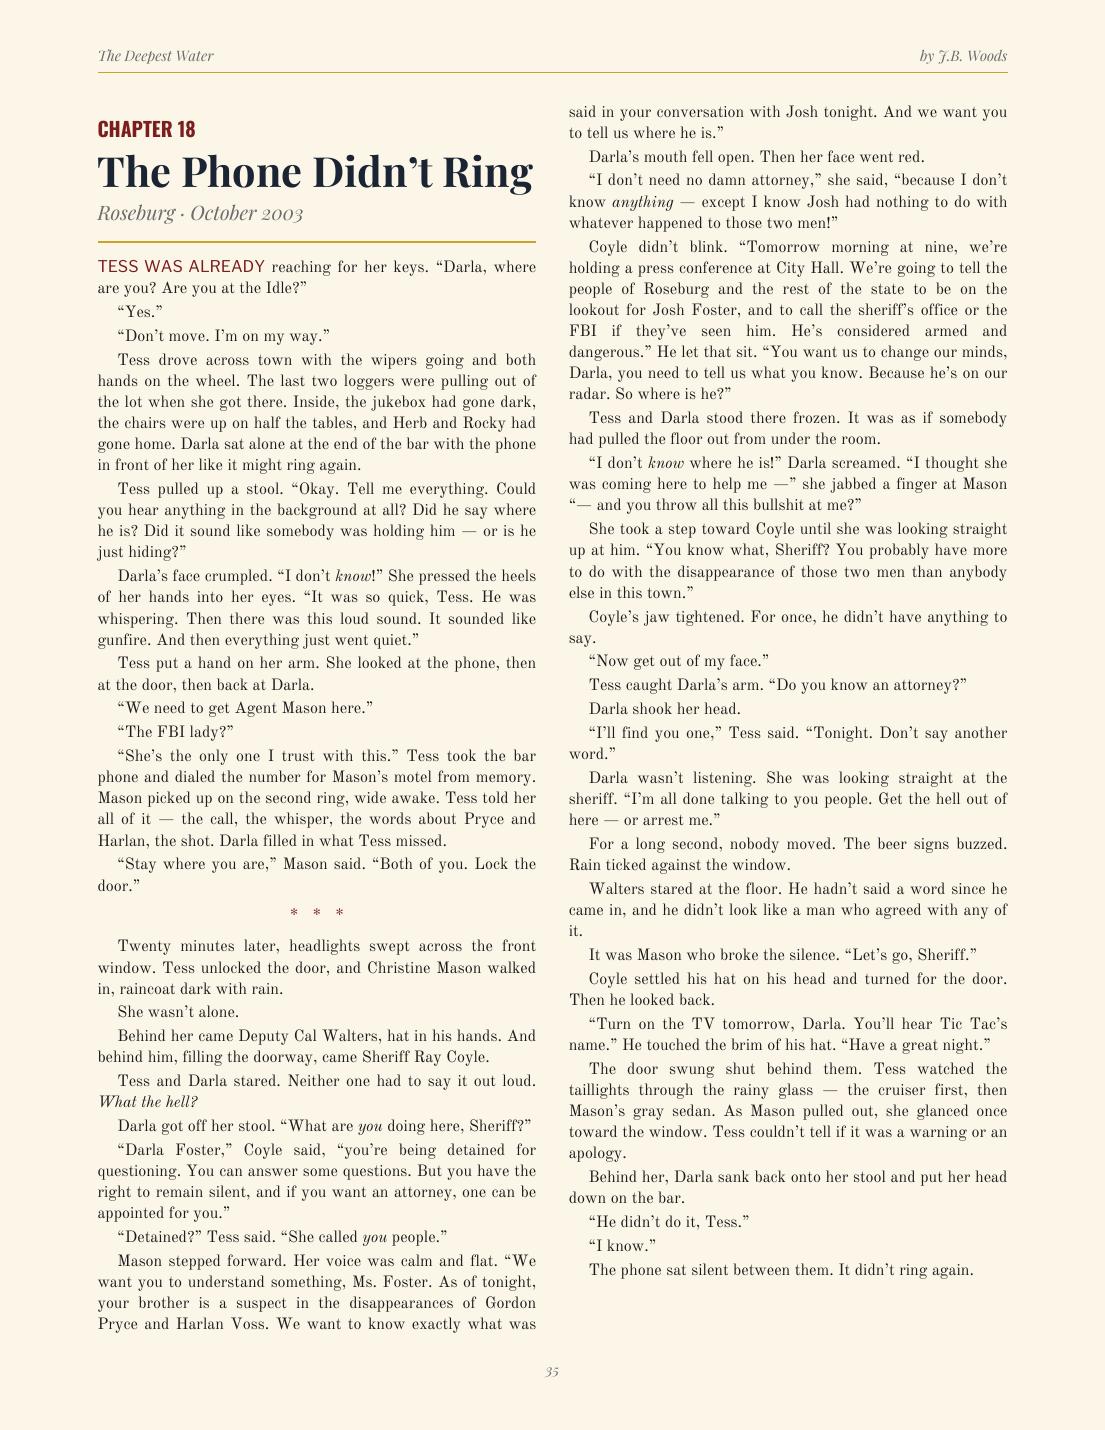 The Deepest Water
by J.B. Woods
CHAPTER 18
The Phone Didn’t Ring
Roseburg · October 2003
TESS WAS ALREADY reaching for her keys. “Darla, where
are you? Are you at the Idle?”
“Yes.”
“Don’t move. I’m on my way.”
Tess drove across town with the wipers going and both
hands on the wheel. The last two loggers were pulling out of
the lot when she got there. Inside, the jukebox had gone dark,
the chairs were up on half the tables, and Herb and Rocky had
gone home. Darla sat alone at the end of the bar with the phone
in front of her like it might ring again.
Tess pulled up a stool. “Okay. Tell me everything. Could
you hear anything in the background at all? Did he say where
he is? Did it sound like somebody was holding him — or is he
just hiding?”
Darla’s face crumpled. “I don’t know!” She pressed the heels
of her hands into her eyes. “It was so quick, Tess. He was
whispering. Then there was this loud sound. It sounded like
gunfire. And then everything just went quiet.”
Tess put a hand on her arm. She looked at the phone, then
at the door, then back at Darla.
“We need to get Agent Mason here.”
“The FBI lady?”
“She’s the only one I trust with this.” Tess took the bar
phone and dialed the number for Mason’s motel from memory.
Mason picked up on the second ring, wide awake. Tess told her
all of it — the call, the whisper, the words about Pryce and
Harlan, the shot. Darla filled in what Tess missed.
“Stay where you are,” Mason said. “Both of you. Lock the
door.”
* * *
Twenty minutes later, headlights swept across the front
window. Tess unlocked the door, and Christine Mason walked
in, raincoat dark with rain.
She wasn’t alone.
Behind her came Deputy Cal Walters, hat in his hands. And
behind him, filling the doorway, came Sheriff Ray Coyle.
Tess and Darla stared. Neither one had to say it out loud.
What the hell?
Darla got off her stool. “What are you doing here, Sheriff?”
“Darla Foster,” Coyle said, “you’re being detained for
questioning. You can answer some questions. But you have the
right to remain silent, and if you want an attorney, one can be
appointed for you.”
“Detained?” Tess said. “She called you people.”
Mason stepped forward. Her voice was calm and flat. “We
want you to understand something, Ms. Foster. As of tonight,
your brother is a suspect in the disappearances of Gordon
Pryce and Harlan Voss. We want to know exactly what was
said in your conversation with Josh tonight. And we want you
to tell us where he is.”
Darla’s mouth fell open. Then her face went red.
“I don’t need no damn attorney,” she said, “because I don’t
know anything — except I know Josh had nothing to do with
whatever happened to those two men!”
Coyle didn’t blink. “Tomorrow morning at nine, we’re
holding a press conference at City Hall. We’re going to tell the
people of Roseburg and the rest of the state to be on the
lookout for Josh Foster, and to call the sheriff’s office or the
FBI if they’ve seen him. He’s considered armed and
dangerous.” He let that sit. “You want us to change our minds,
Darla, you need to tell us what you know. Because he’s on our
radar. So where is he?”
Tess and Darla stood there frozen. It was as if somebody
had pulled the floor out from under the room.
“I don’t know where he is!” Darla screamed. “I thought she
was coming here to help me —” she jabbed a finger at Mason
“— and you throw all this bullshit at me?”
She took a step toward Coyle until she was looking straight
up at him. “You know what, Sheriff? You probably have more
to do with the disappearance of those two men than anybody
else in this town.”
Coyle’s jaw tightened. For once, he didn’t have anything to
say.
“Now get out of my face.”
Tess caught Darla’s arm. “Do you know an attorney?”
Darla shook her head.
“I’ll find you one,” Tess said. “Tonight. Don’t say another
word.”
Darla wasn’t listening. She was looking straight at the
sheriff. “I’m all done talking to you people. Get the hell out of
here — or arrest me.”
For a long second, nobody moved. The beer signs buzzed.
Rain ticked against the window.
Walters stared at the floor. He hadn’t said a word since he
came in, and he didn’t look like a man who agreed with any of
it.
It was Mason who broke the silence. “Let’s go, Sheriff.”
Coyle settled his hat on his head and turned for the door.
Then he looked back.
“Turn on the TV tomorrow, Darla. You’ll hear Tic Tac’s
name.” He touched the brim of his hat. “Have a great night.”
The door swung shut behind them. Tess watched the
taillights through the rainy glass — the cruiser first, then
Mason’s gray sedan. As Mason pulled out, she glanced once
toward the window. Tess couldn’t tell if it was a warning or an
apology.
Behind her, Darla sank back onto her stool and put her head
down on the bar.
“He didn’t do it, Tess.”
“I know.”
The phone sat silent between them. It didn’t ring again.
35